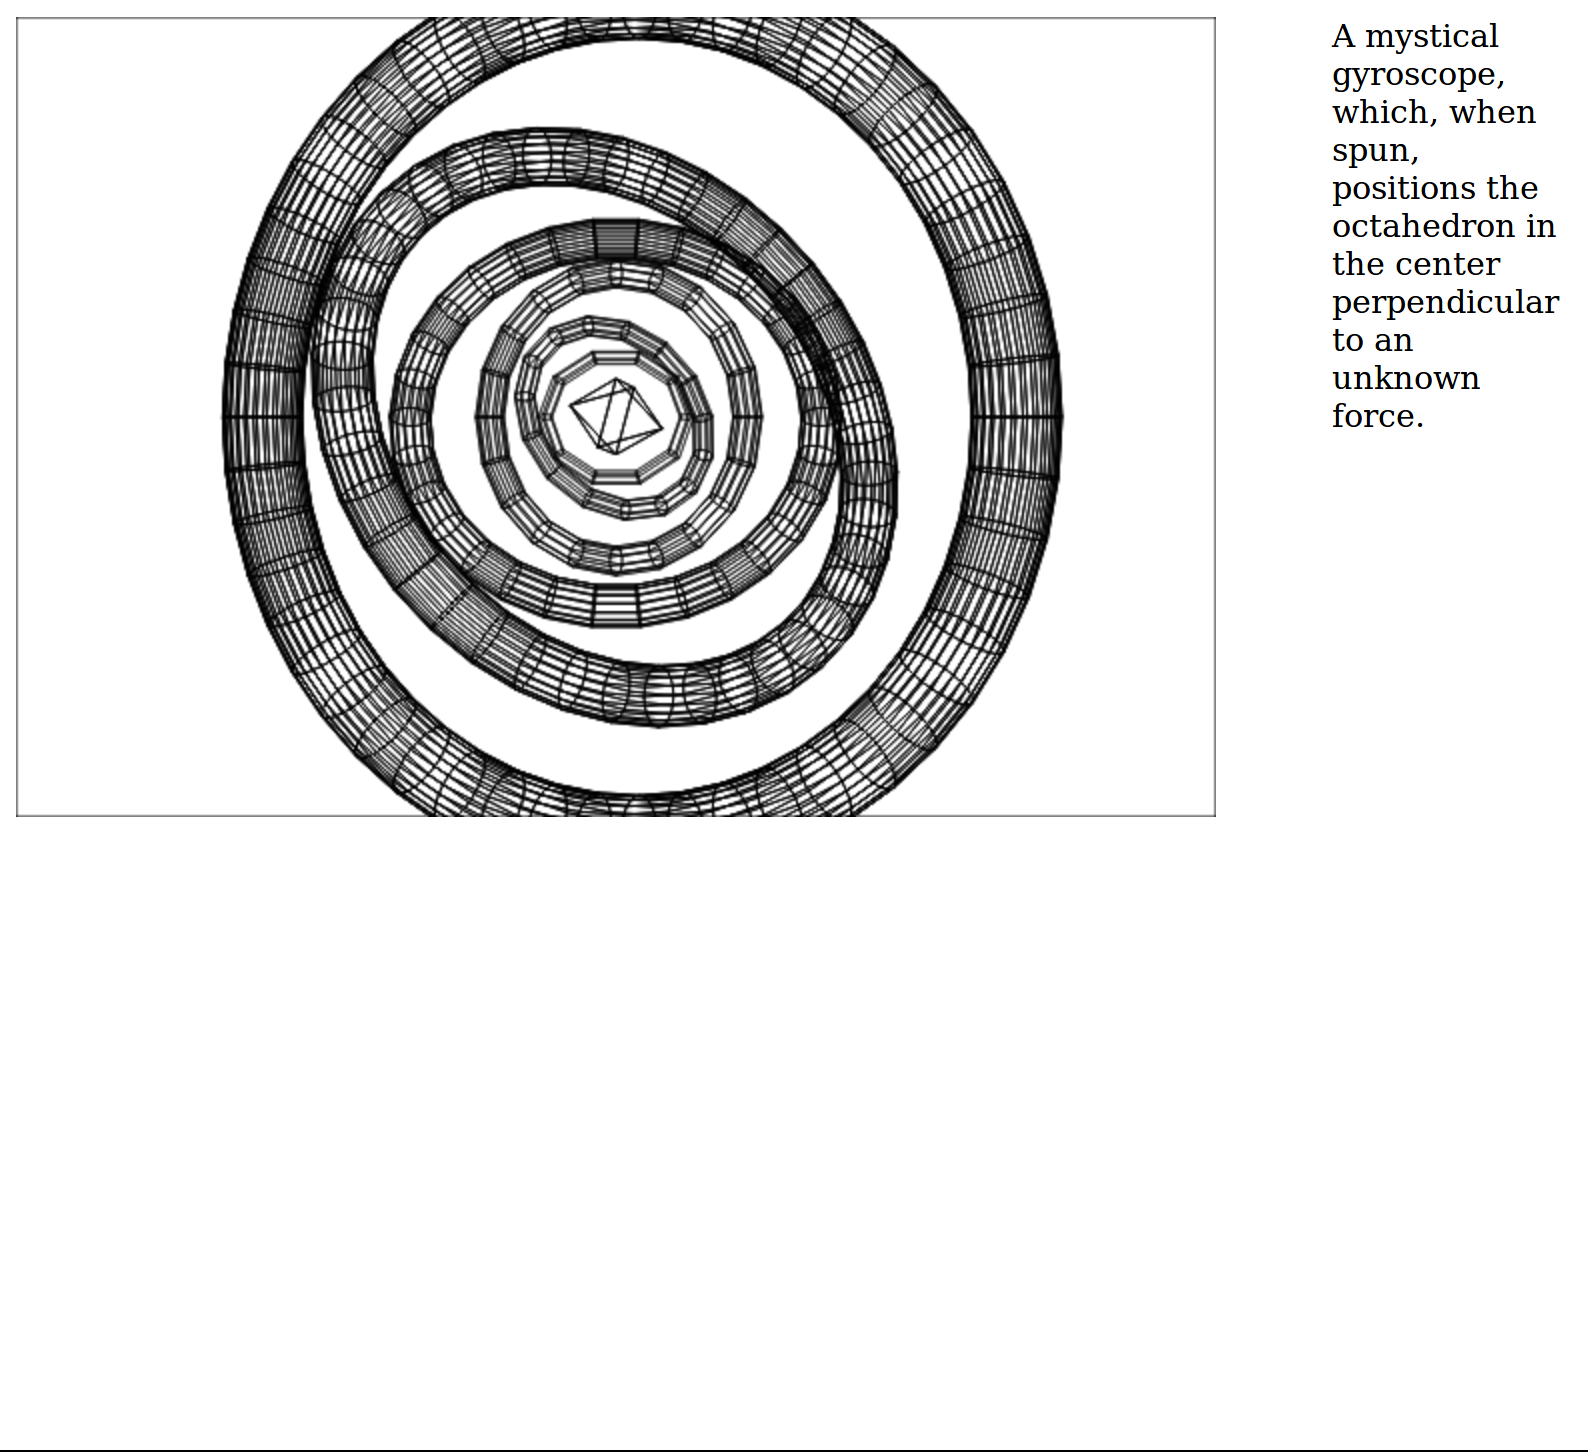 A mystical
gyroscope,
which, when
spun,
positions the
octahedron in
the center
perpendicular
to an
unknown
force.